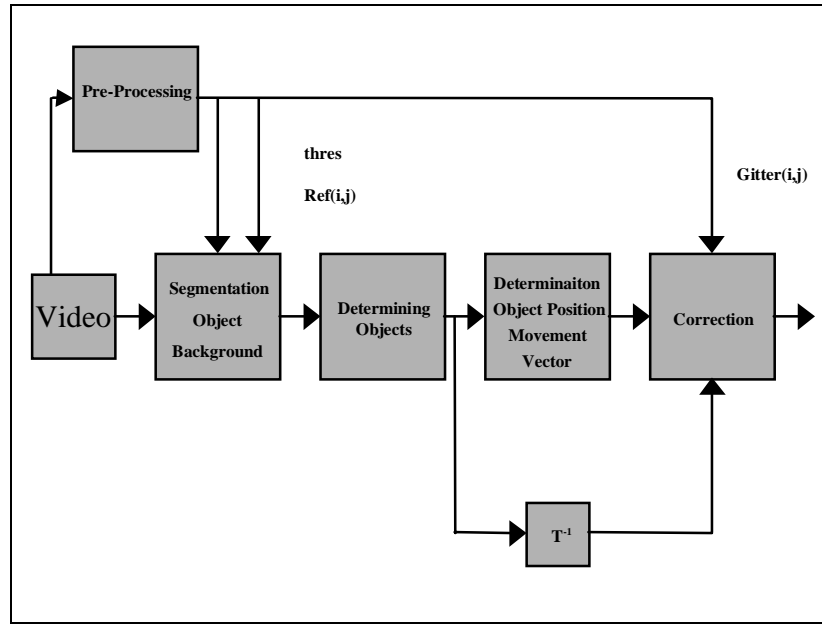 Pre-Processing
thres
Ref(i,j)
Gitter(i,j)
Video
Segmentation
Object
Background
Determining
Objects
Determinaiton
Object Position
Movement
Vector
Correction
T⁻¹